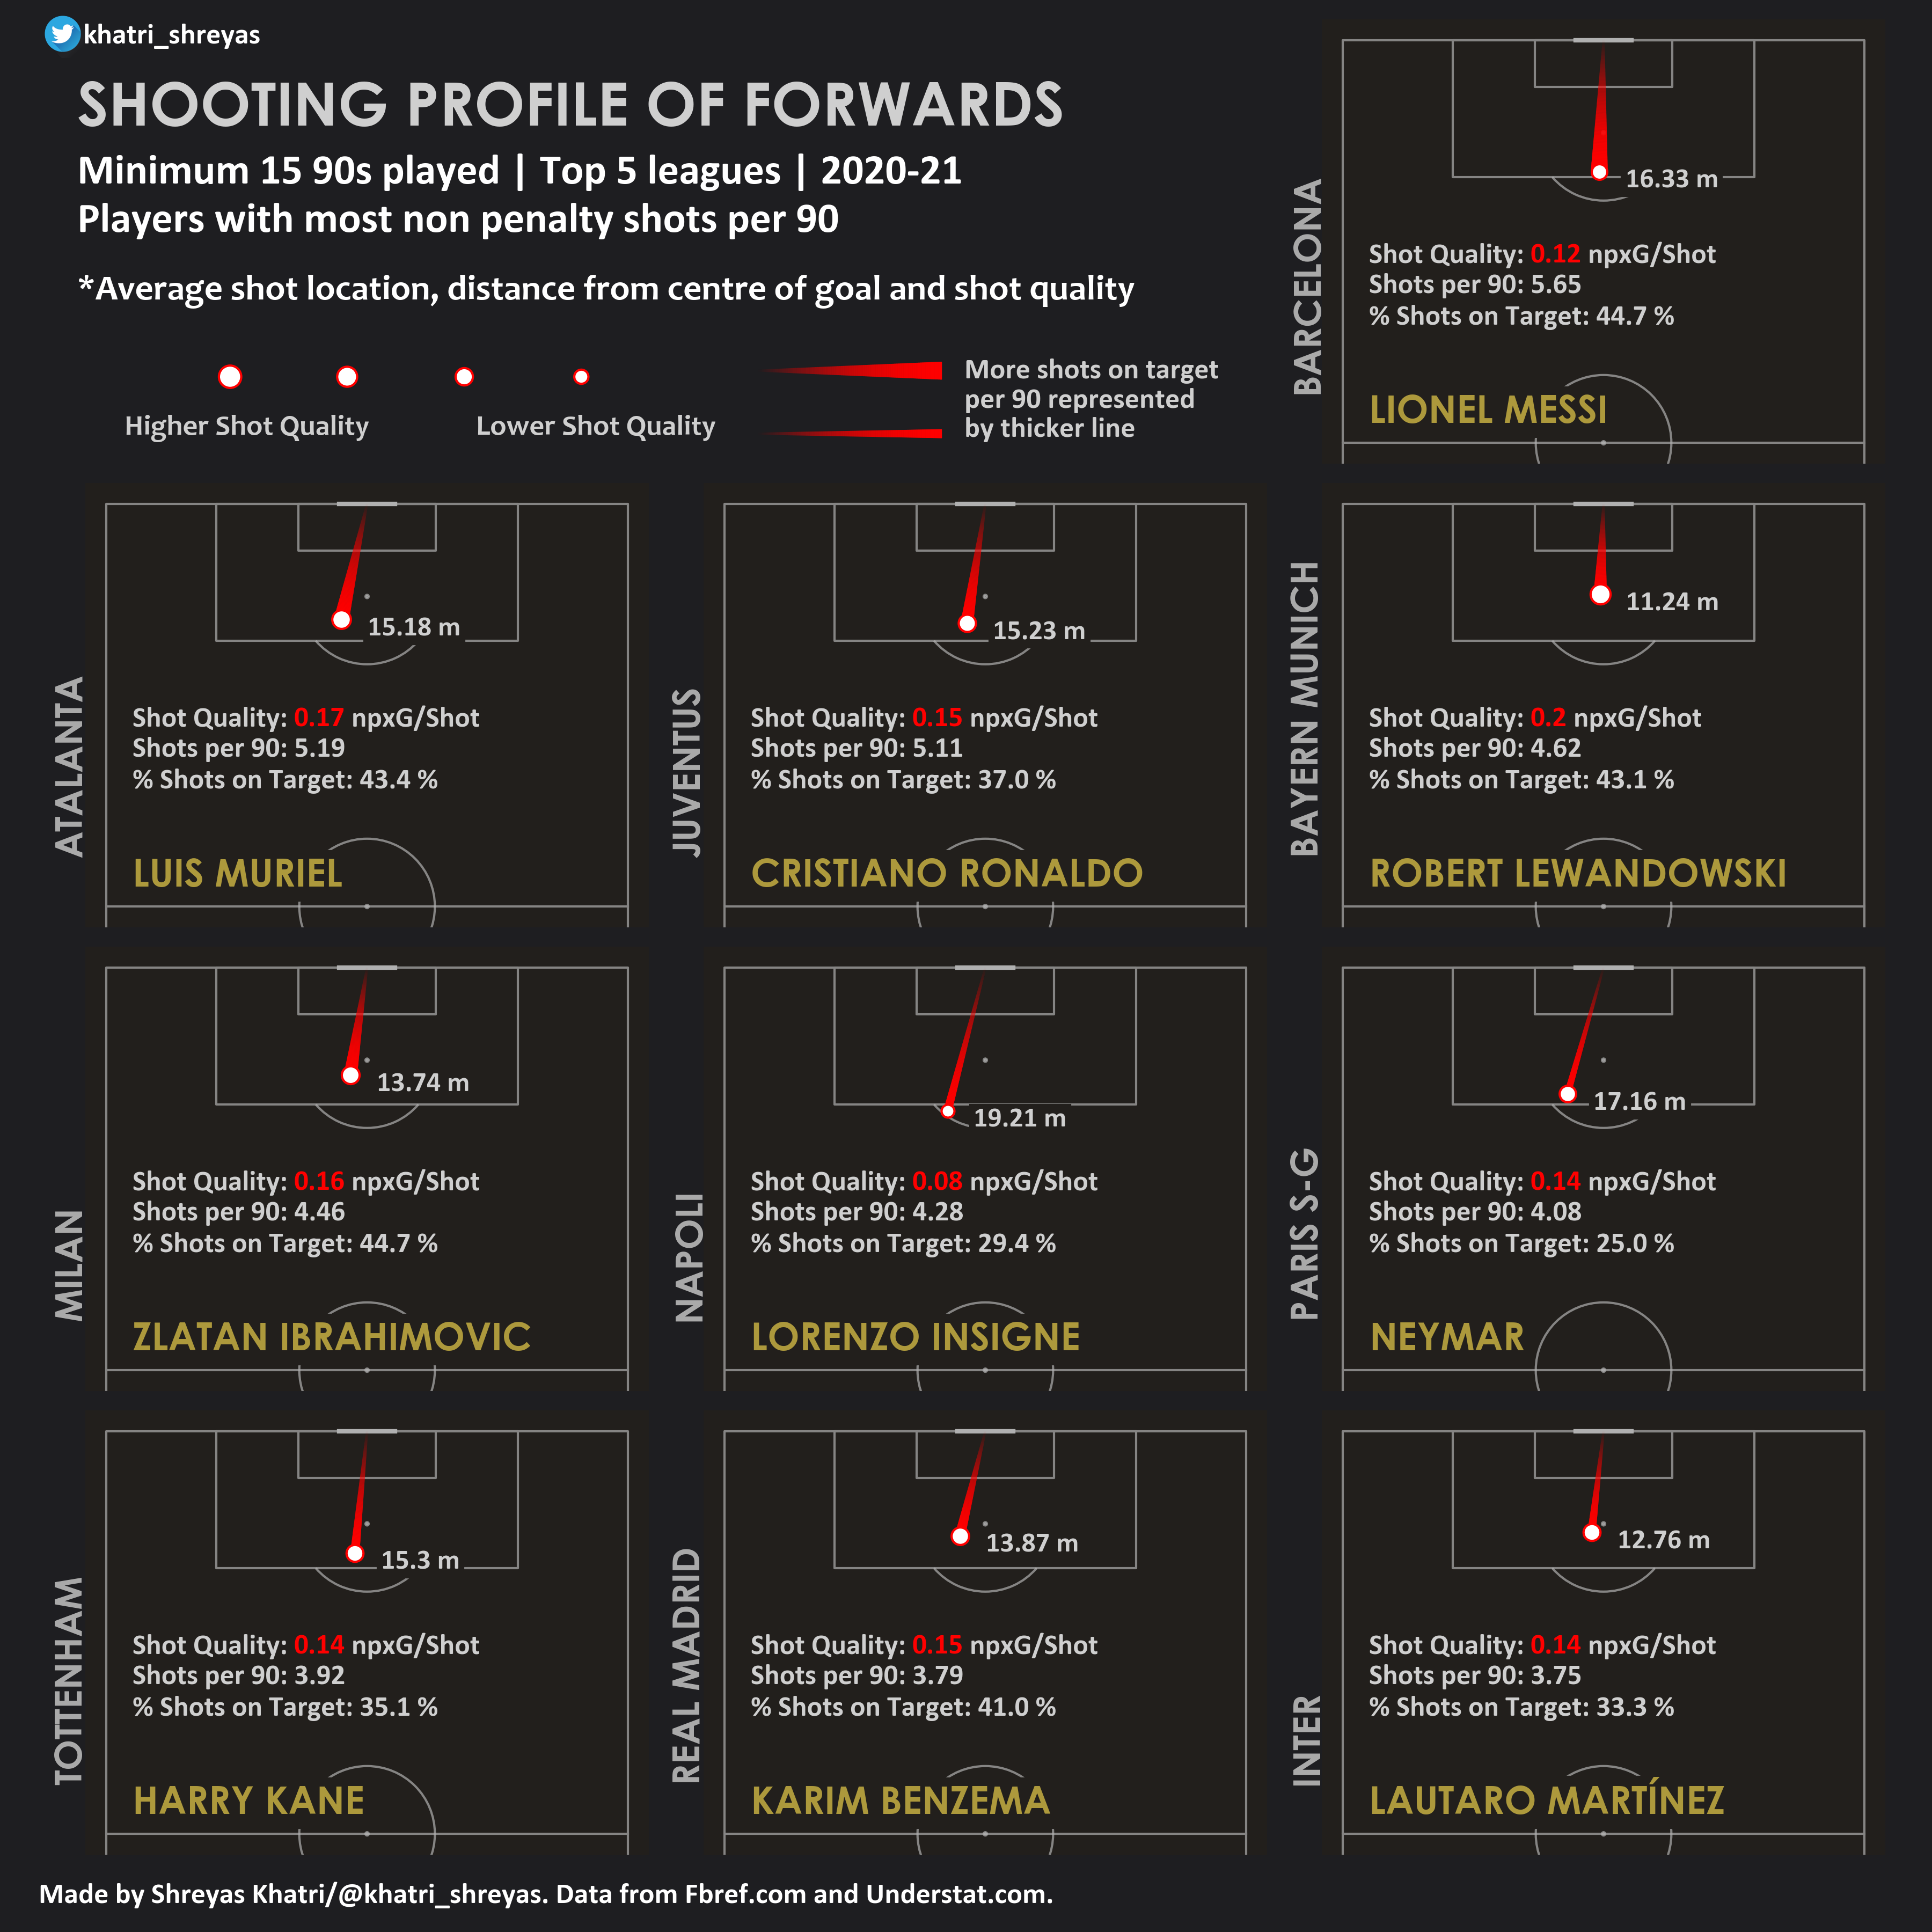 khatri_shreyas
SHOOTING PROFILE OF FORWARDS
Minimum 15 90s played | Top 5 leagues | 2020-21
Players with most non penalty shots per 90
*Average shot location, distance from centre of goal and shot quality
Higher Shot Quality
Lower Shot Quality
More shots on target
per 90 represented
by thicker line
BARCELONA
16.33 m
Shot Quality: 0.12 npxG/Shot
Shots per 90: 5.65
% Shots on Target: 44.7 %
LIONEL MESSI
ATALANTA
15.18 m
Shot Quality: 0.17 npxG/Shot
Shots per 90: 5.19
% Shots on Target: 43.4 %
LUIS MURIEL
JUVENTUS
15.23 m
Shot Quality: 0.15 npxG/Shot
Shots per 90: 5.11
% Shots on Target: 37.0 %
CRISTIANO RONALDO
BAYERN MUNICH
11.24 m
Shot Quality: 0.2 npxG/Shot
Shots per 90: 4.62
% Shots on Target: 43.1 %
ROBERT LEWANDOWSKI
MILAN
13.74 m
Shot Quality: 0.16 npxG/Shot
Shots per 90: 4.46
% Shots on Target: 44.7 %
ZLATAN IBRAHIMOVIC
NAPOLI
19.21 m
Shot Quality: 0.08 npxG/Shot
Shots per 90: 4.28
% Shots on Target: 29.4 %
LORENZO INSIGNE
PARIS S-G
17.16 m
Shot Quality: 0.14 npxG/Shot
Shots per 90: 4.08
% Shots on Target: 25.0 %
NEYMAR
TOTTENHAM
15.3 m
Shot Quality: 0.14 npxG/Shot
Shots per 90: 3.92
% Shots on Target: 35.1 %
HARRY KANE
REAL MADRID
13.87 m
Shot Quality: 0.15 npxG/Shot
Shots per 90: 3.79
% Shots on Target: 41.0 %
KARIM BENZEMA
INTER
12.76 m
Shot Quality: 0.14 npxG/Shot
Shots per 90: 3.75
% Shots on Target: 33.3 %
LAUTARO MARTÍNEZ
Made by Shreyas Khatri/@khatri_shreyas. Data from Fbref.com and Understat.com.